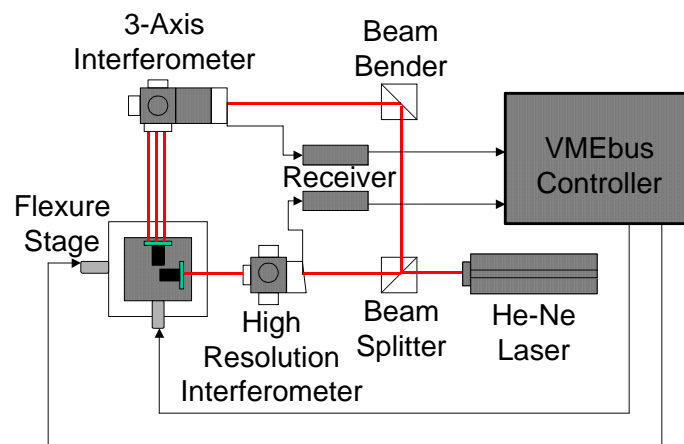 3-Axis
Interferometer
Beam
Bender
VMEbus
Controller
Receiver
Flexure
Stage
High
Resolution
Interferometer
Beam
Splitter
He-Ne
Laser